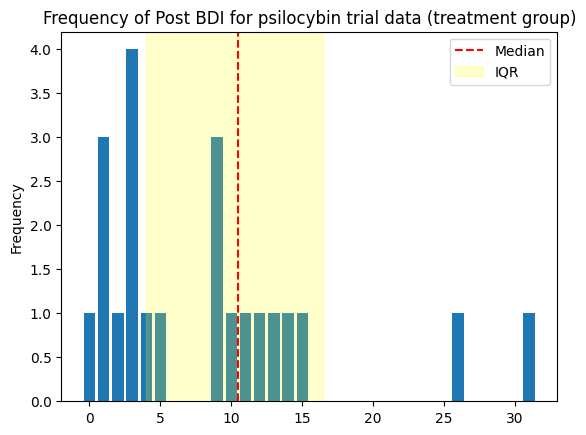 Frequency of Post BDI for psilocybin trial data (treatment group)
4.0
3.5
3.0
2.5
2.0
1.5
1.0
0.5
0.0
Frequency
Median
IQR
0 5 10 15 20 25 30